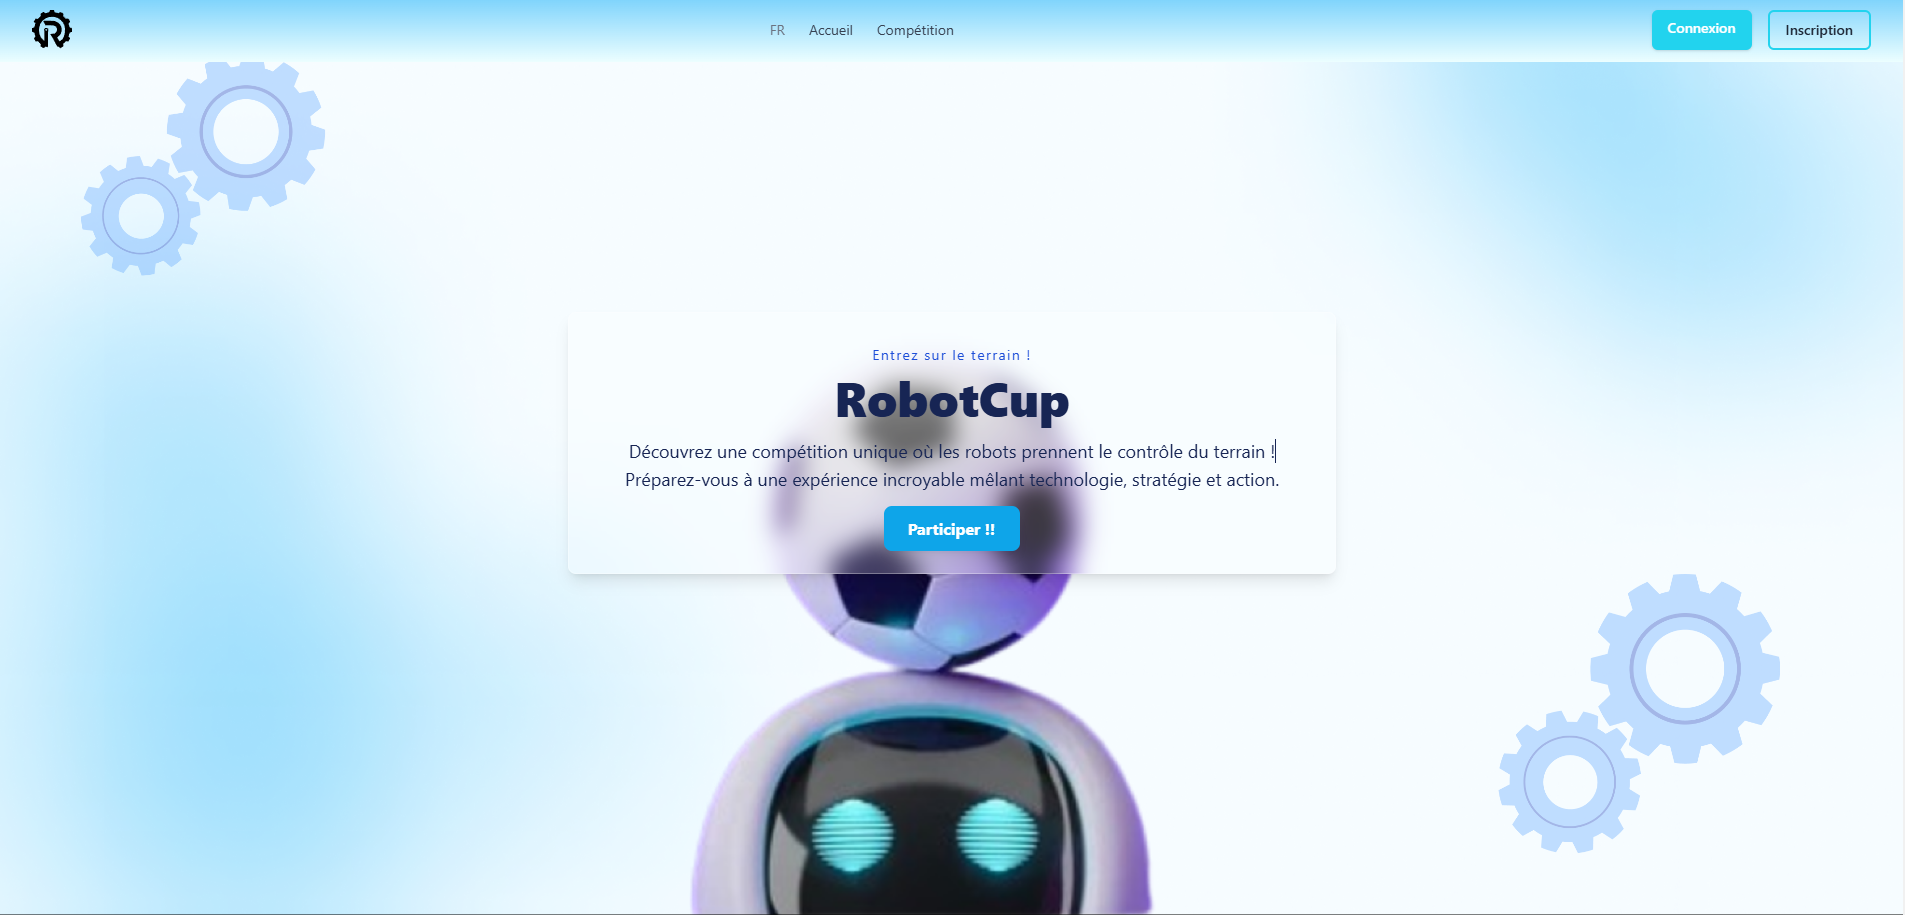 FR Accueil Compétition Connexion Inscription
Entrez sur le terrain !
RobotCup
Découvrez une compétition unique où les robots prennent le contrôle du terrain !
Préparez-vous à une expérience incroyable mêlant technologie, stratégie et action.
Participer !!